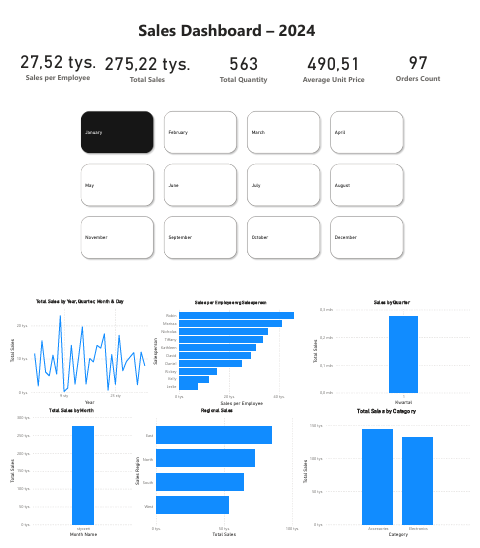 Sales Dashboard – 2024
27,52 tys.
Sales per Employee
275,22 tys.
Total Sales
563
Total Quantity
490,51
Average Unit Price
97
Orders Count
January
February
March
April
May
June
July
August
November
September
October
December
Total Sales by Year, Quarter, Month & Day
Total Sales
20 tys
10 tys
0 tys
Year
Sales per Employee wg Salesperson
Salesperson
0 tys
20 tys
40 tys
Sales per Employee
Sales by Quarter
Total Sales
0,3 mln
0,2 mln
0,1 mln
0,0 mln
Kwartał
Total Sales by Month
Total Sales
300 tys
250 tys
200 tys
150 tys
100 tys
50 tys
0 tys
styczeń
Month Name
Regional Sales
Sales Region
East
North
South
West
0 tys
50 tys
100 tys
Total Sales
Total Sales by Category
Total Sales
150 tys
100 tys
50 tys
0 tys
Accessories
Electronics
Category